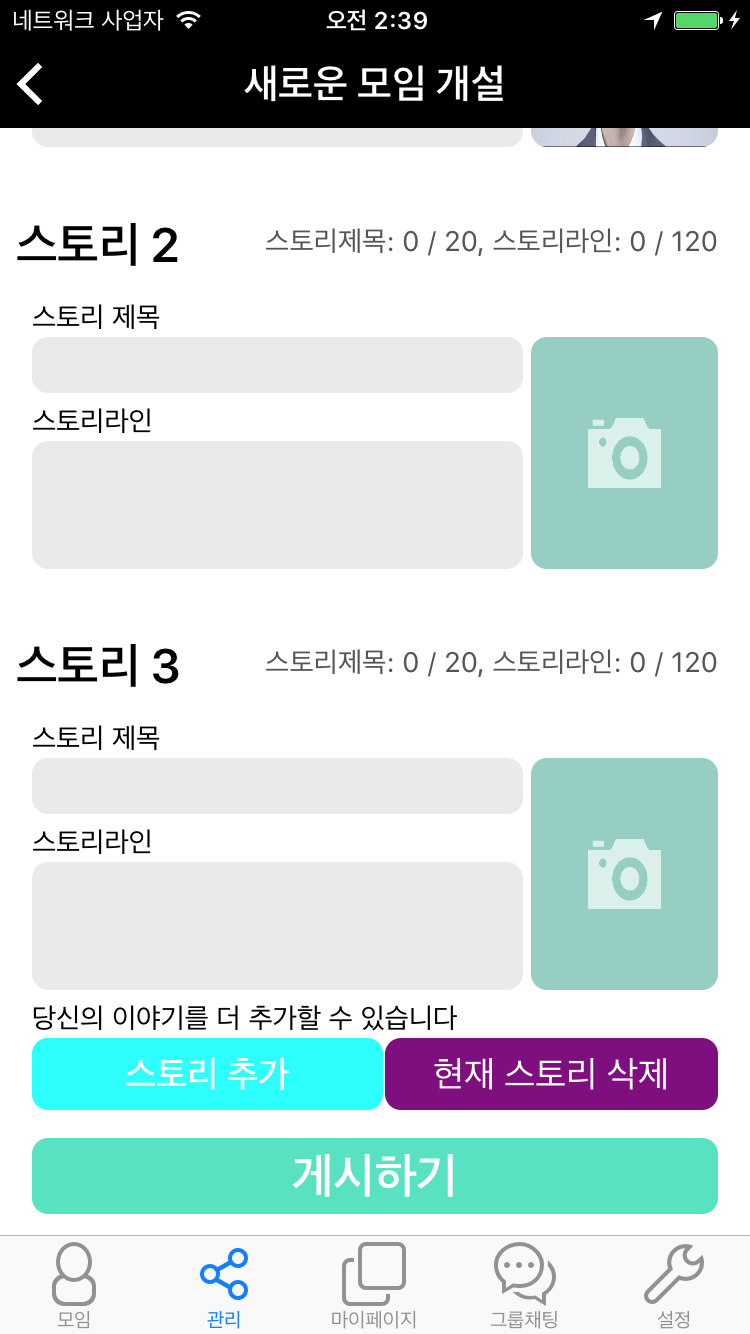 네트워크 사업자 오전 2:39
새로운 모임 개설
스토리 2 스토리제목: 0 / 20, 스토리라인: 0 / 120
스토리 제목
스토리라인
스토리 3 스토리제목: 0 / 20, 스토리라인: 0 / 120
스토리 제목
스토리라인
당신의 이야기를 더 추가할 수 있습니다
스토리 추가 현재 스토리 삭제
게시하기
모임 관리 마이페이지 그룹채팅 설정